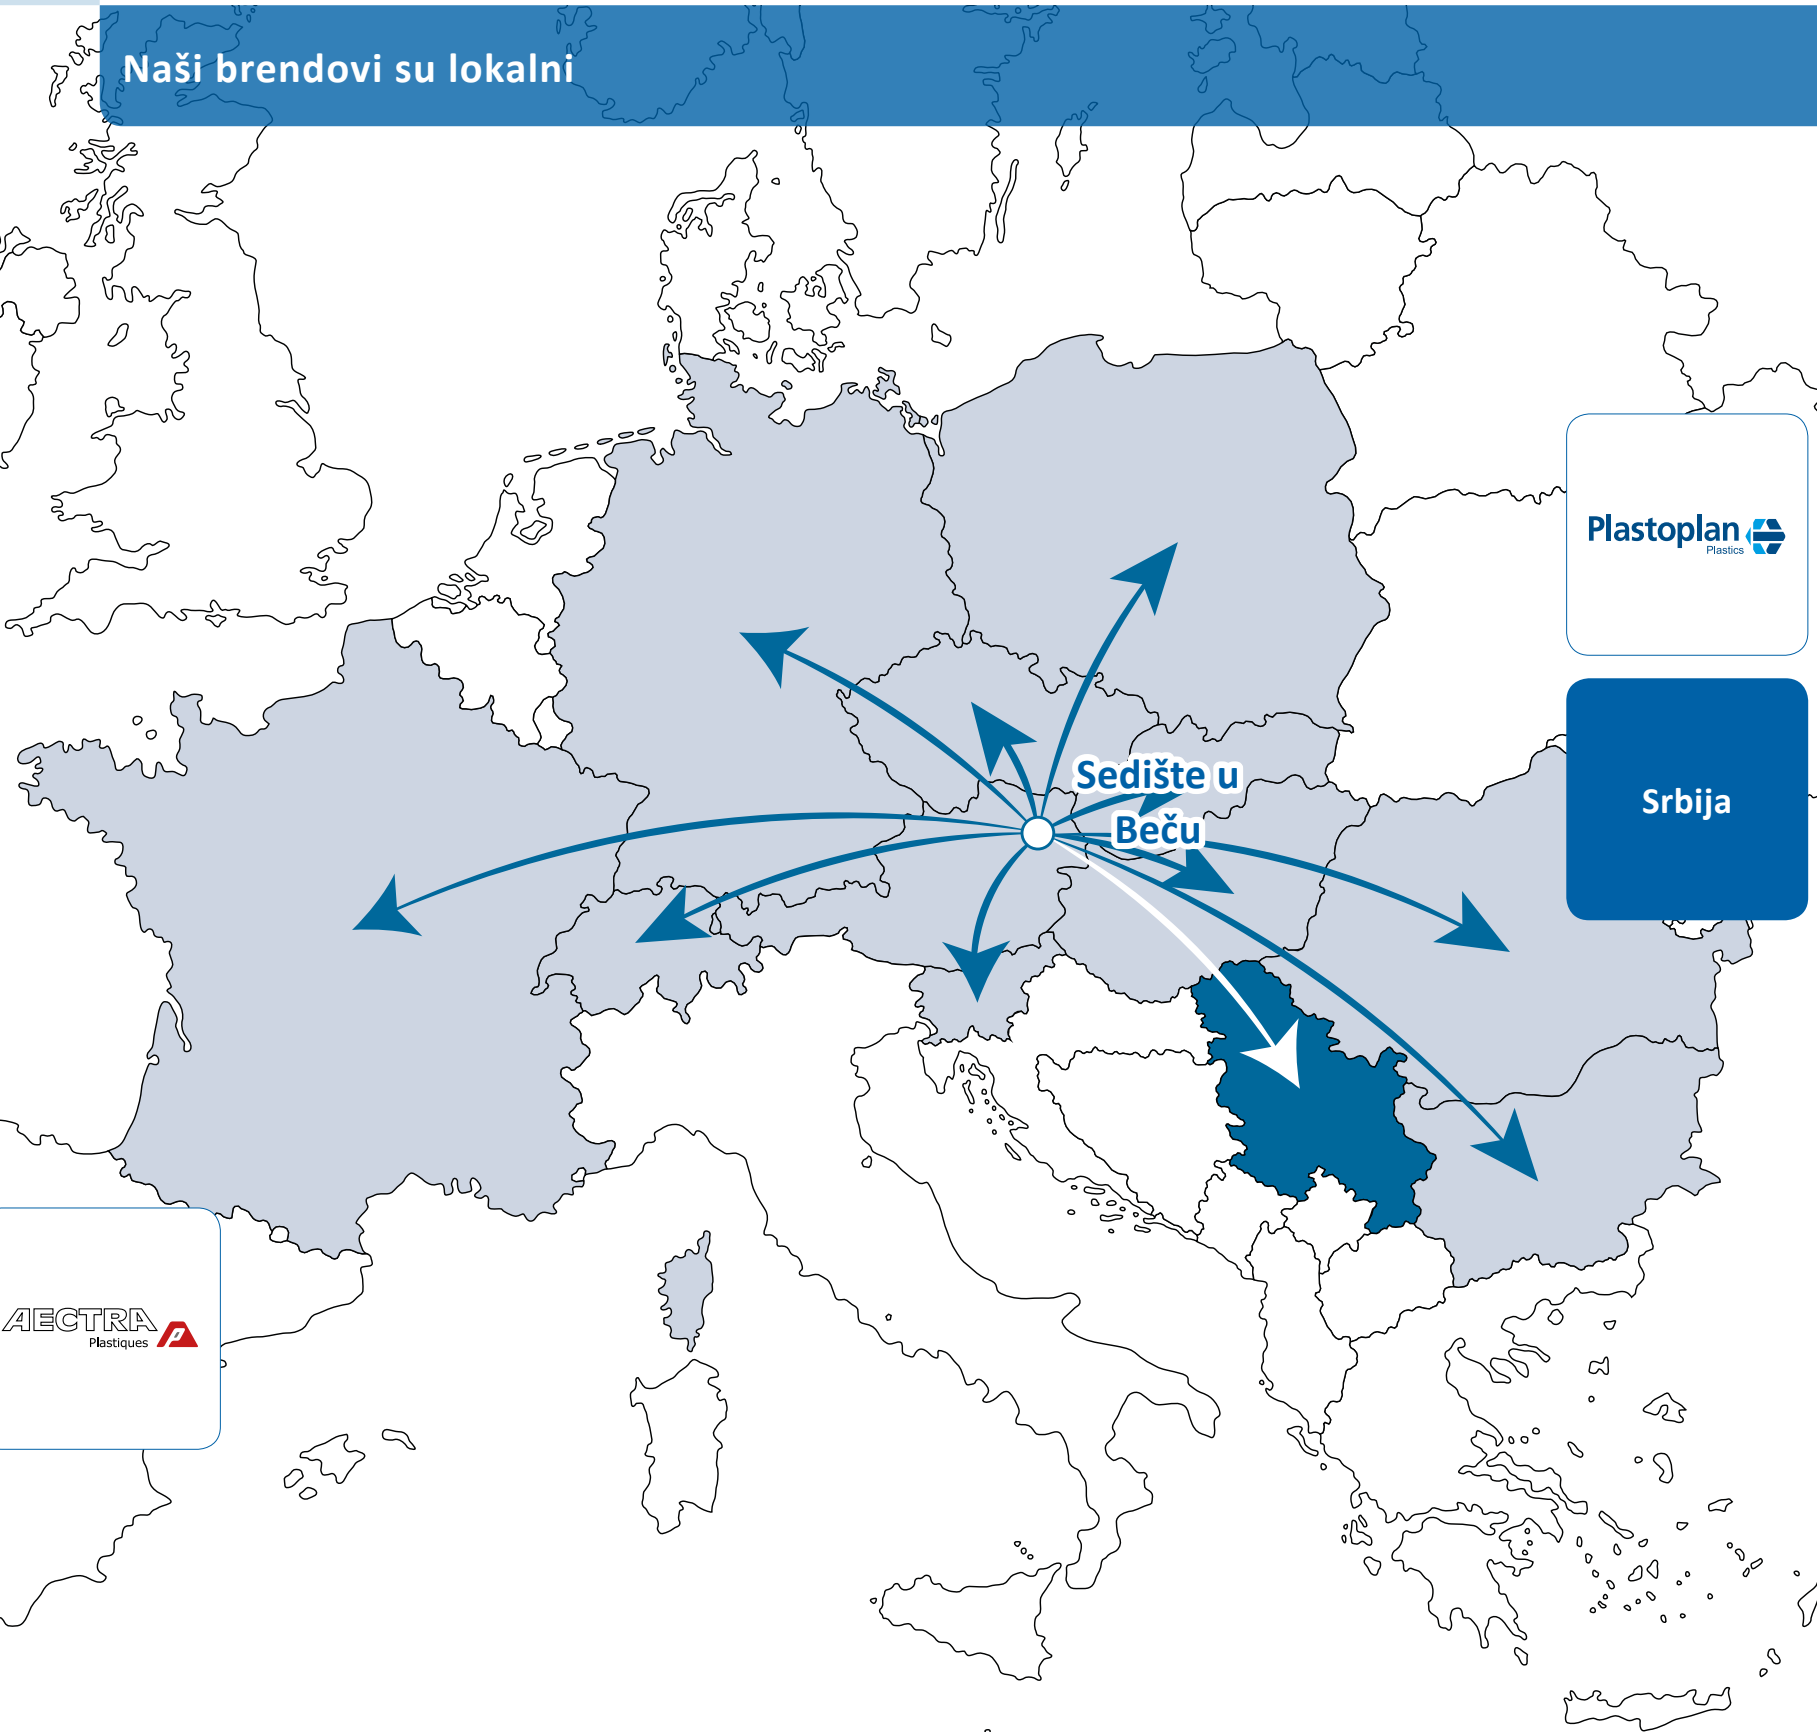 Naši brendovi su lokalni
Plastoplan
Plastics
Sedište u
Beču
Srbija
AECTRA
Plastiques